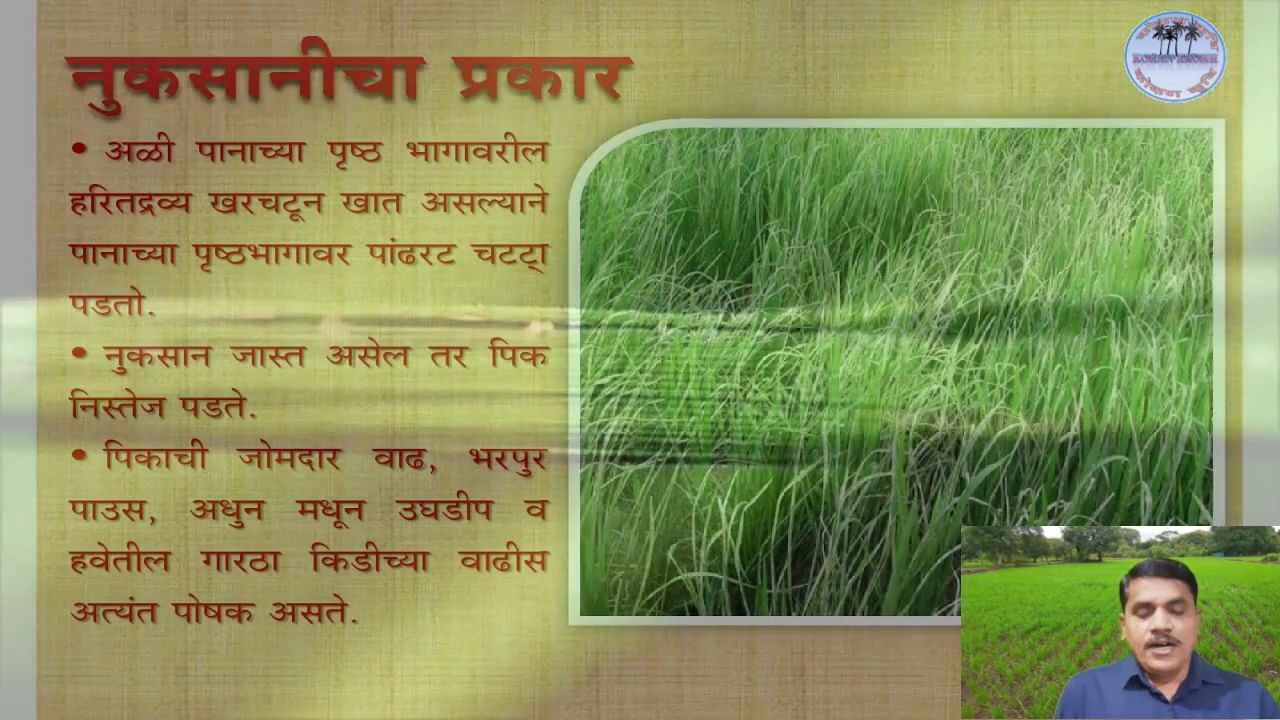 नुकसानीचा प्रकार
• अळी पानाच्या पृष्ठ भागावरील
हरितद्रव्य खरचटून खात असल्याने
पानाच्या पृष्ठभागावर पांढरट चटटा्
पडतो.
• नुकसान जास्त असेल तर पिक
निस्तेज पडते.
• पिकाची जोमदार वाढ, भरपुर
पाउस, अधुन मधून उघडीप व
हवेतील गारठा किडीच्या वाढीस
अत्यंत पोषक असते.